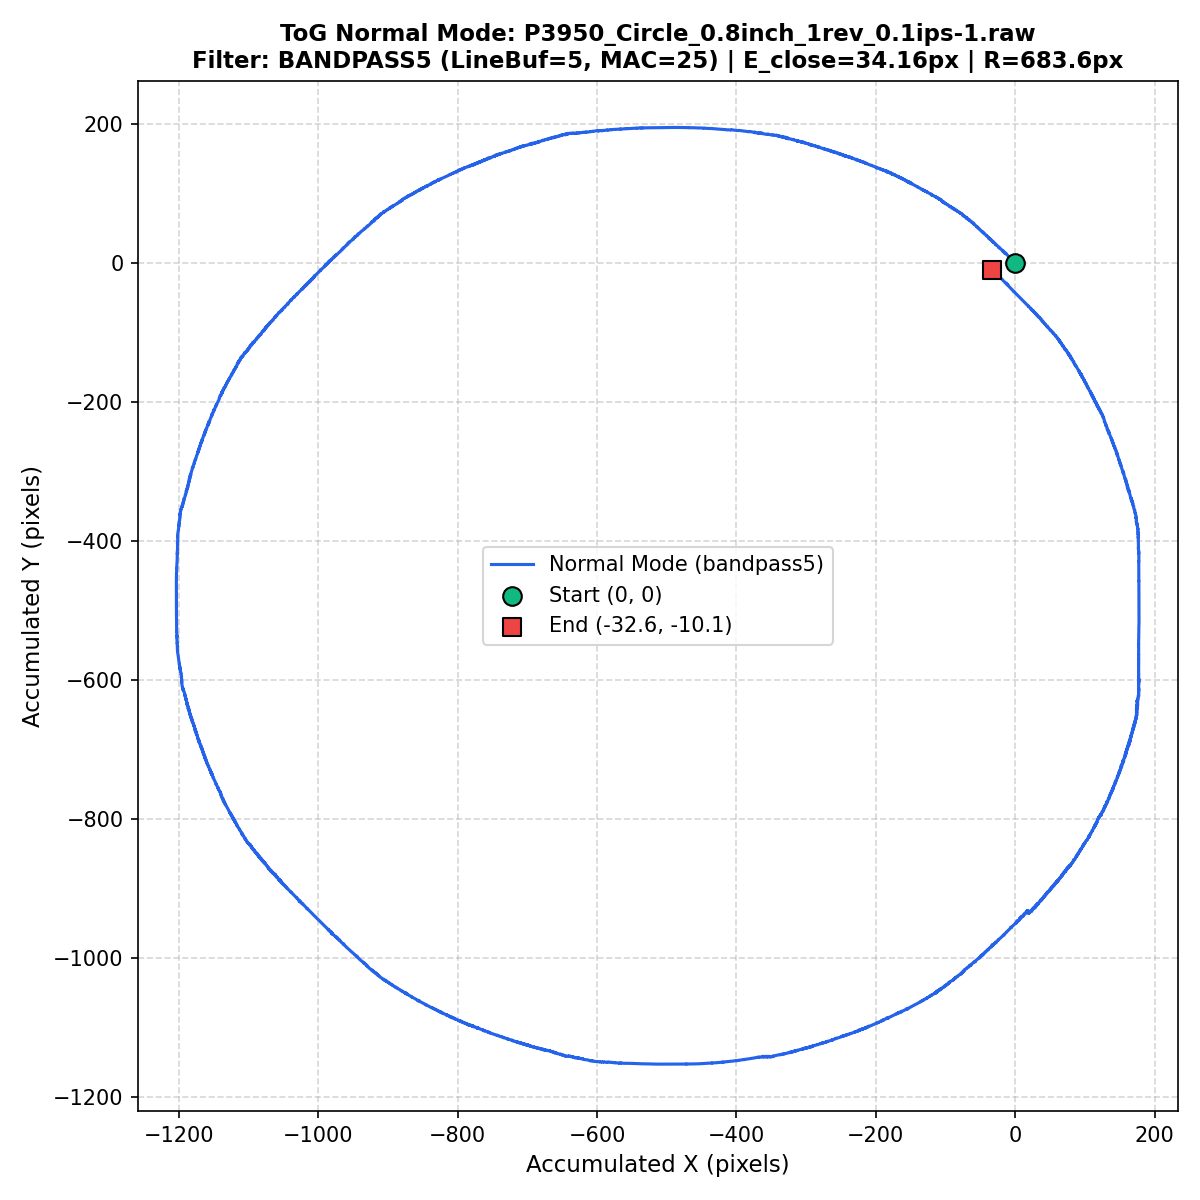 ToG Normal Mode: P3950_Circle_0.8inch_1rev_0.1ips-1.raw
Filter: BANDPASS5 (LineBuf=5, MAC=25) | E_close=34.16px | R=683.6px
Accumulated Y (pixels)
200
0
−200
−400
−600
−800
−1000
−1200
Normal Mode (bandpass5)
Start (0, 0)
End (-32.6, -10.1)
−1200 −1000 −800 −600 −400 −200 0 200
Accumulated X (pixels)